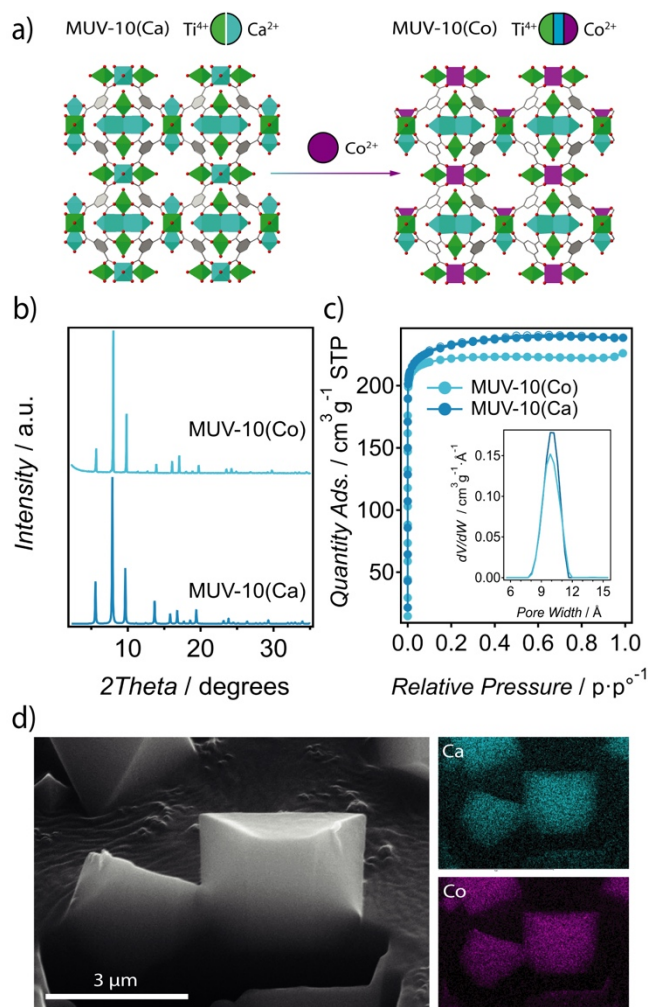 a)
MUV-10(Ca) Ti⁴⁺ Ca²⁺
MUV-10(Co) Ti⁴⁺ Co²⁺
Co²⁺
b)
Intensity / a.u.
MUV-10(Co)
MUV-10(Ca)
10 20 30
2Theta / degrees
c)
Quantity Ads. / cm³g⁻¹ STP
200
150
100
50
MUV-10(Co)
MUV-10(Ca)
dV/dW / cm³g⁻¹·Å⁻¹
0.15
0.10
0.05
0.00
6 9 12 15
Pore Width / Å
0.0 0.2 0.4 0.6 0.8 1.0
Relative Pressure / p·p°⁻¹
d)
3 µm
Ca
Co